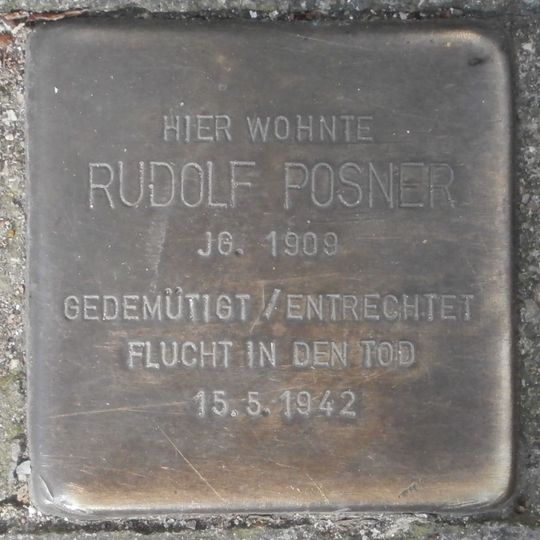 HIER WOHNTE
RUDOLF POSNER
JG. 1909
GEDEMÜTIGT / ENTRECHTET
FLUCHT IN DEN TOD
15.5.1942